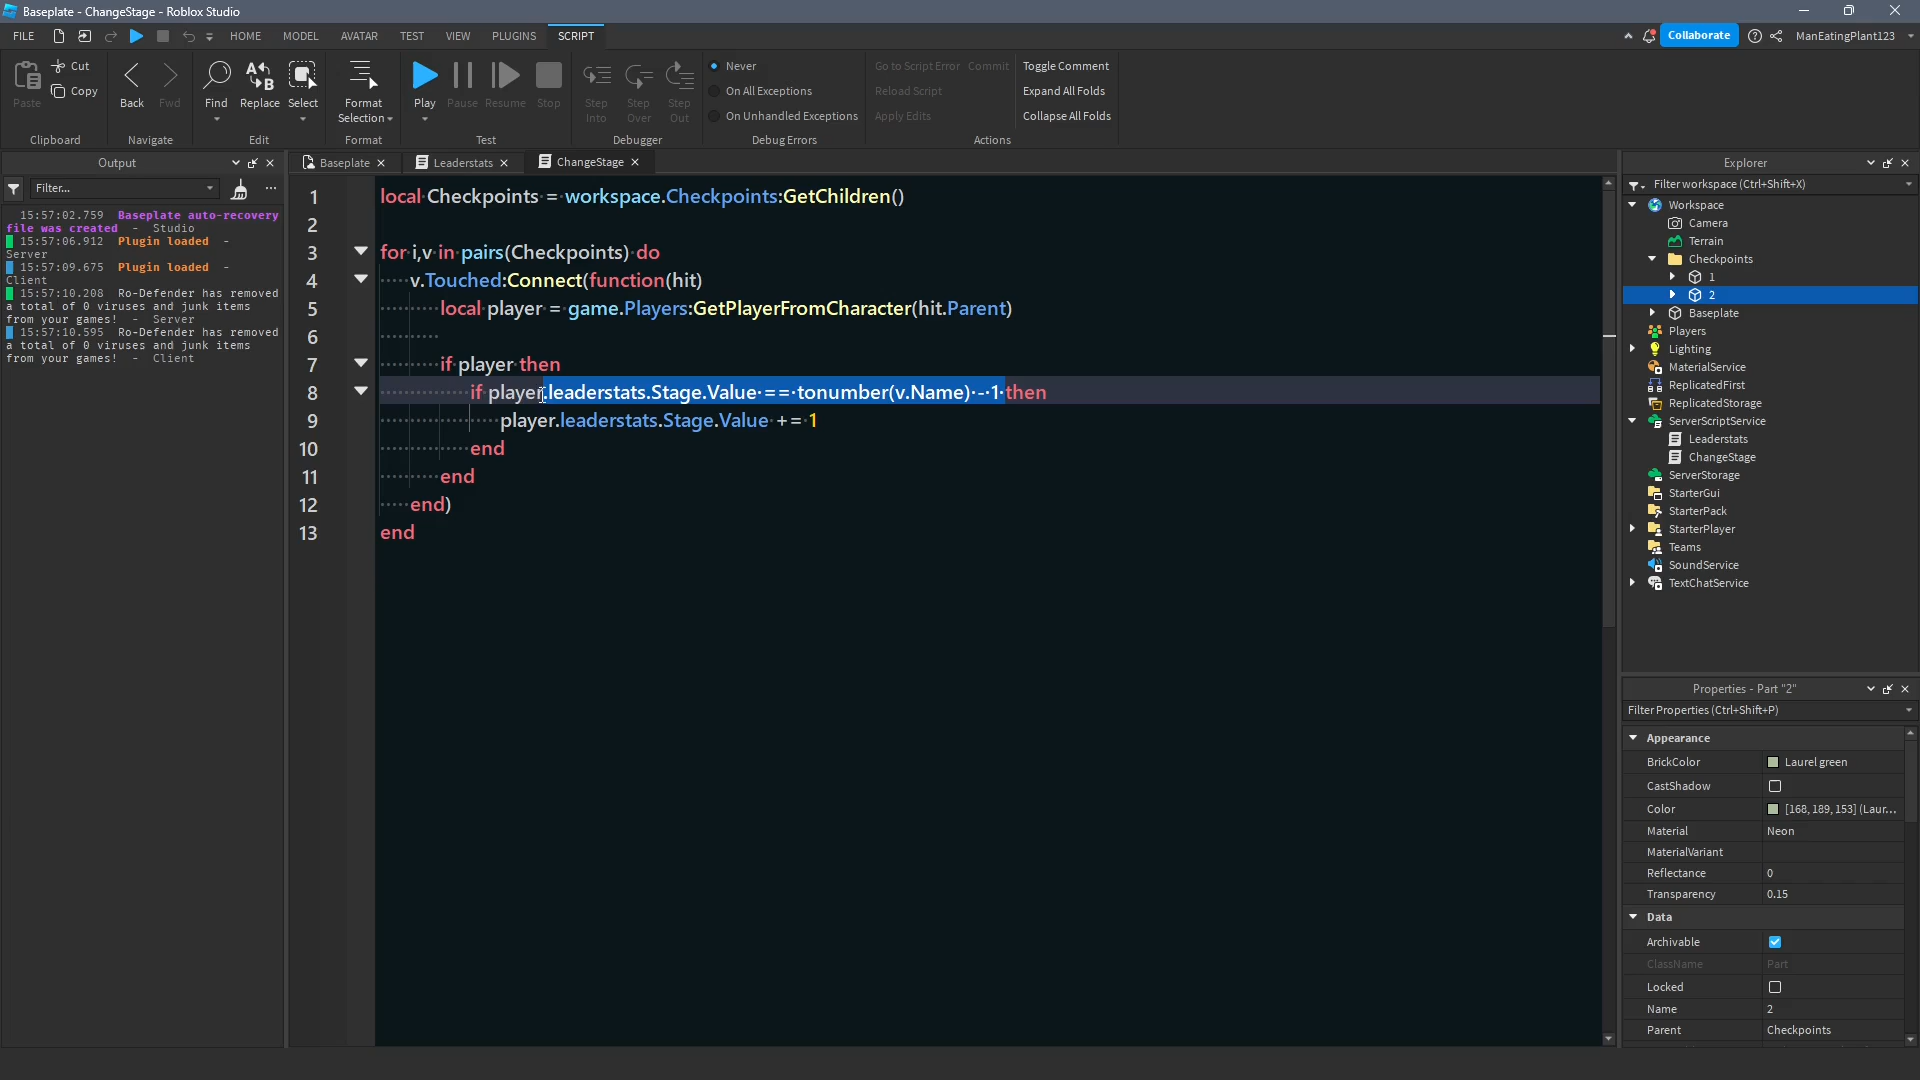 Baseplate - ChangeStage - Roblox Studio
FILE HOME MODEL AVATAR TEST VIEW PLUGINS SCRIPT Collaborate ManEatingPlant123
Paste
Cut
Copy
Clipboard
Back
Fwd
Navigate
Find
Replace
Select
Edit
Format
Selection
Format
Play
Pause
Resume
Stop
Test
Step
Into
Step
Over
Step
Out
Debugger
Never
On All Exceptions
On Unhandled Exceptions
Debug Errors
Go to Script Error Commit
Reload Script
Apply Edits
Toggle Comment
Expand All Folds
Collapse All Folds
Actions
Output
Filter...
15:57:02.759 Baseplate auto-recovery
file was created - Studio
15:57:06.912 Plugin loaded -
Server
15:57:09.675 Plugin loaded -
Client
15:57:10.208 Ro-Defender has removed
a total of 0 viruses and junk items
from your games! - Server
15:57:10.595 Ro-Defender has removed
a total of 0 viruses and junk items
from your games! - Client
Baseplate Leaderstats ChangeStage
1 local Checkpoints = workspace.Checkpoints:GetChildren()
2
3 for i,v in pairs(Checkpoints) do
4 v.Touched:Connect(function(hit)
5 local player = game.Players:GetPlayerFromCharacter(hit.Parent)
6
7 if player then
8 if player.leaderstats.Stage.Value == tonumber(v.Name) - 1 then
9 player.leaderstats.Stage.Value += 1
10 end
11 end
12 end)
13 end
Explorer
Filter workspace (Ctrl+Shift+X)
Workspace
Camera
Terrain
Checkpoints
1
2
Baseplate
Players
Lighting
MaterialService
ReplicatedFirst
ReplicatedStorage
ServerScriptService
Leaderstats
ChangeStage
ServerStorage
StarterGui
StarterPack
StarterPlayer
Teams
SoundService
TextChatService
Properties - Part "2"
Filter Properties (Ctrl+Shift+P)
Appearance
BrickColor Laurel green
CastShadow
Color [168, 189, 153] (Laur...
Material Neon
MaterialVariant
Reflectance 0
Transparency 0.15
Data
Archivable
ClassName Part
Locked
Name 2
Parent Checkpoints